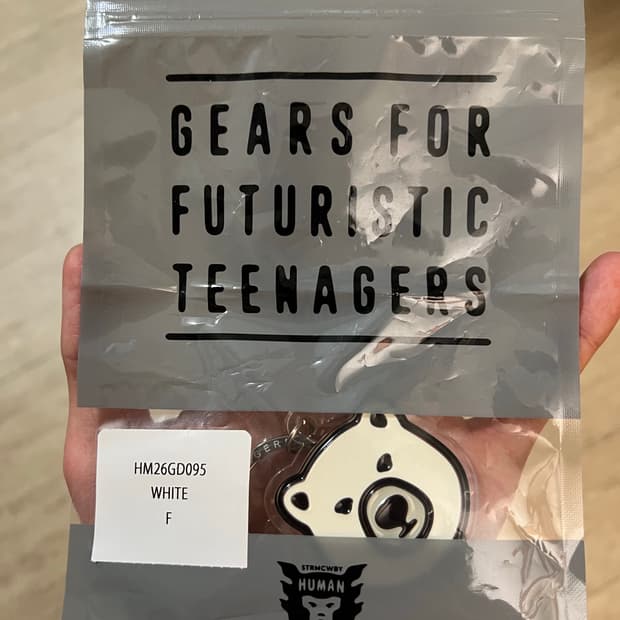 GEARS FOR
FUTURISTIC
TEENAGERS
HM26GD095
WHITE
F
STRMCWBY
HUMAN